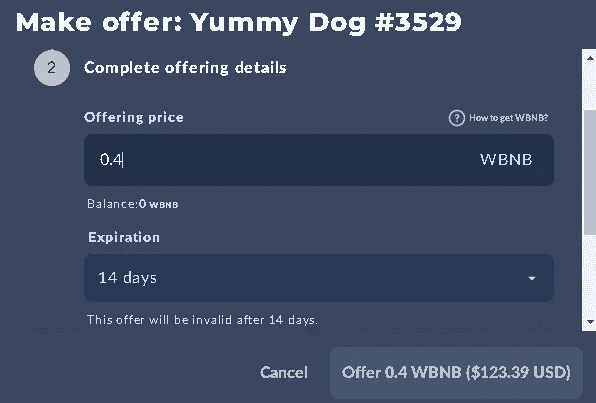 Make offer: Yummy Dog #3529
2
Complete offering details
Offering price
? How to get WBNB?
0.4
WBNB
Balance:0 WBNB
Expiration
14 days
This offer will be invalid after 14 days.
Cancel
Offer 0.4 WBNB ($123.39 USD)